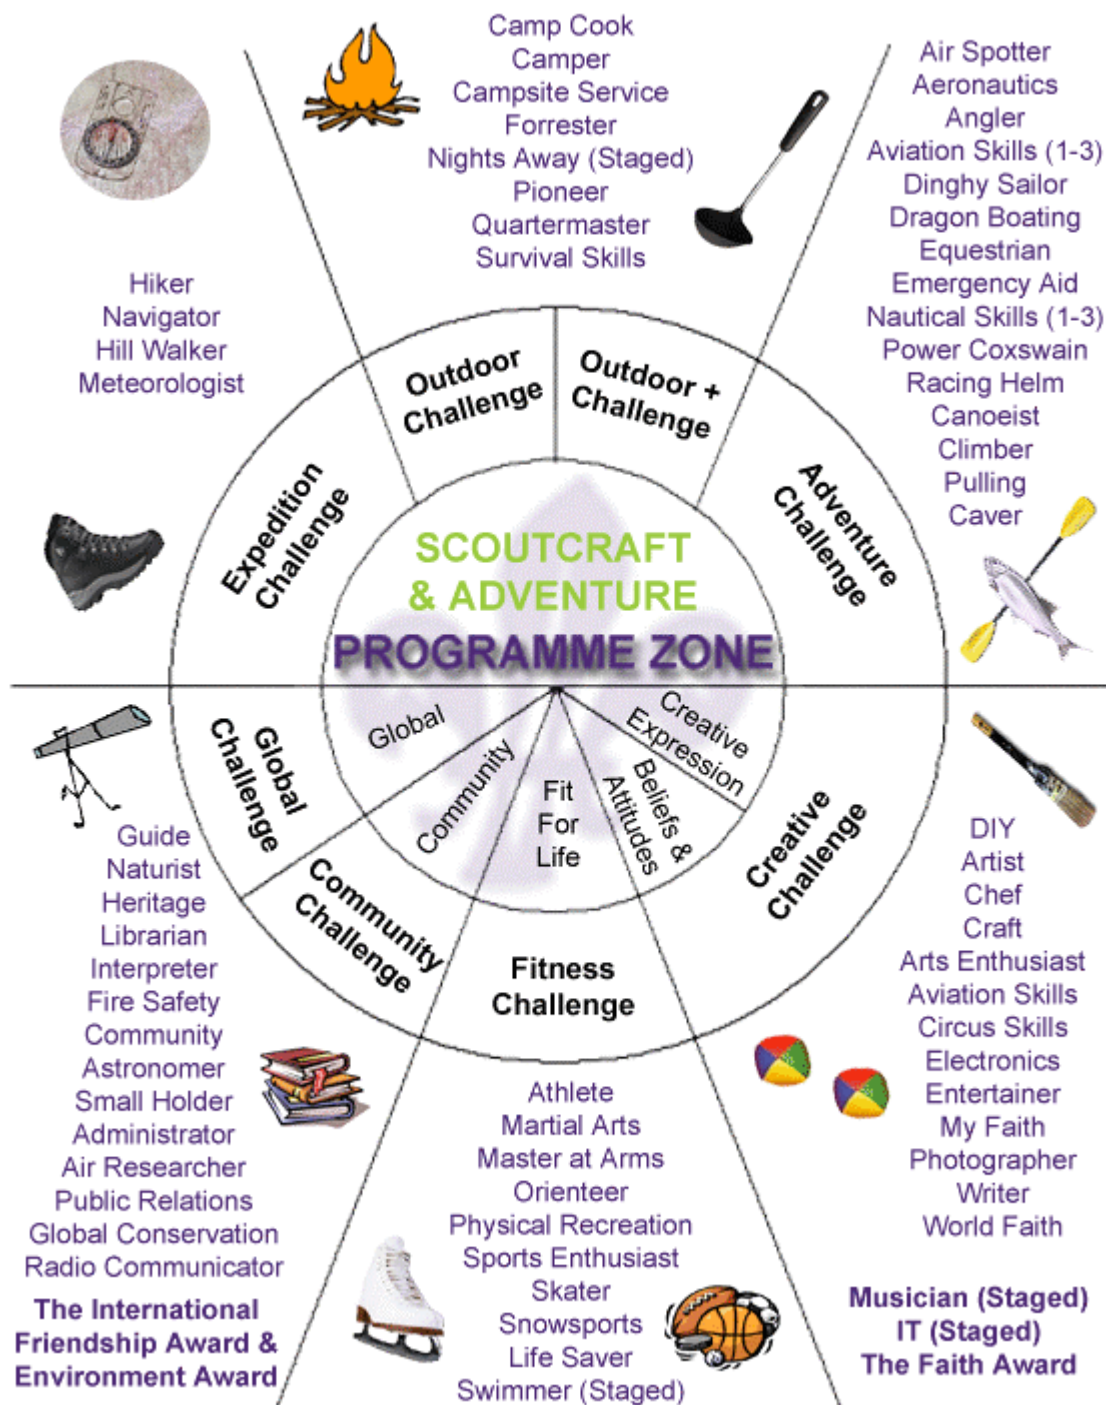 Camp Cook
Camper
Campsite Service
Forrester
Nights Away (Staged)
Pioneer
Quartermaster
Survival Skills
Air Spotter
Aeronautics
Angler
Aviation Skills (1-3)
Dinghy Sailor
Dragon Boating
Equestrian
Emergency Aid
Nautical Skills (1-3)
Power Coxswain
Racing Helm
Canoeist
Climber
Pulling
Caver
Hiker
Navigator
Hill Walker
Meteorologist
Outdoor
Challenge
Outdoor +
Challenge
Expedition
Challenge
Adventure
Challenge
SCOUTCRAFT
& ADVENTURE
PROGRAMME ZONE
Global
Community
Fit
For
Life
Beliefs &
Attitudes
Creative
Expression
Global
Challenge
Community
Challenge
Fitness
Challenge
Creative
Challenge
Guide
Naturist
Heritage
Librarian
Interpreter
Fire Safety
Community
Astronomer
Small Holder
Administrator
Air Researcher
Public Relations
Global Conservation
Radio Communicator
The International
Friendship Award &
Environment Award
Athlete
Martial Arts
Master at Arms
Orienteer
Physical Recreation
Sports Enthusiast
Skater
Snowsports
Life Saver
Swimmer (Staged)
DIY
Artist
Chef
Craft
Arts Enthusiast
Aviation Skills
Circus Skills
Electronics
Entertainer
My Faith
Photographer
Writer
World Faith
Musician (Staged)
IT (Staged)
The Faith Award